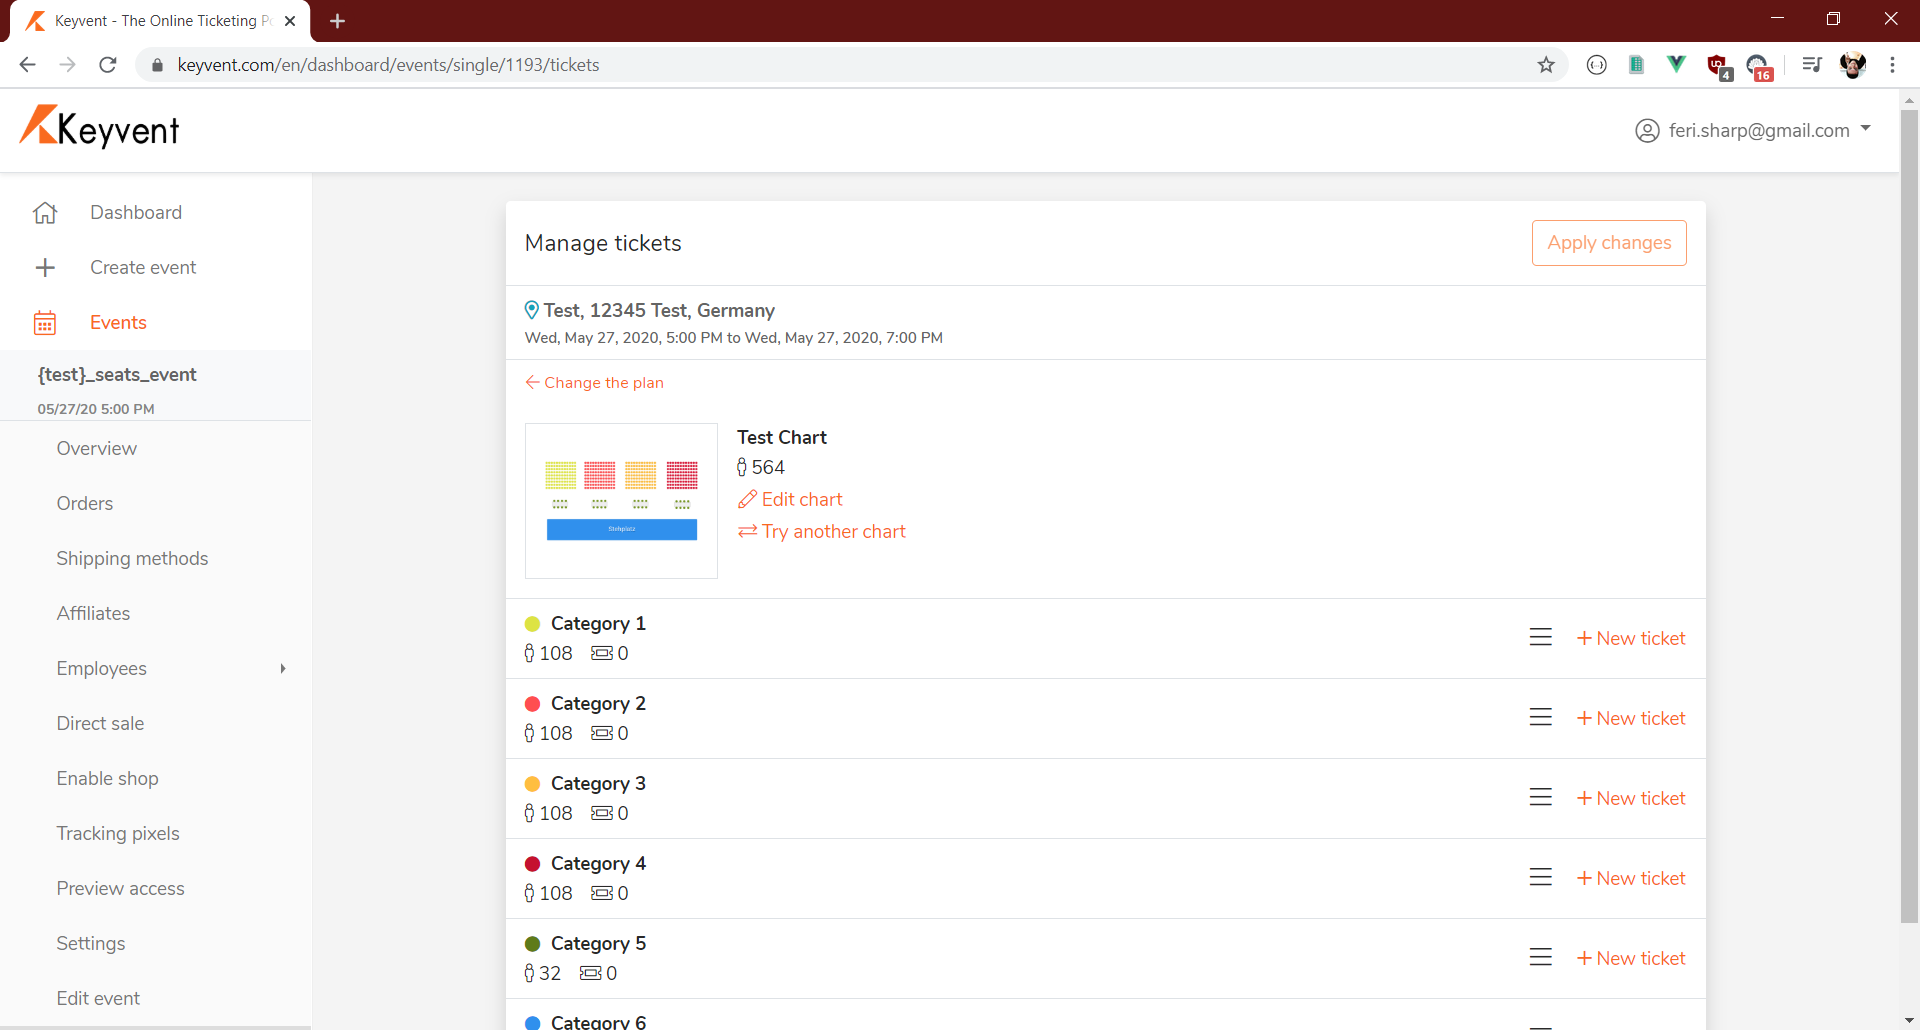 Keyvent - The Online Ticketing Po
keyvent.com/en/dashboard/events/single/1193/tickets
4
16
Keyvent
feri.sharp@gmail.com
Dashboard
Create event
Events
{test}_seats_event
05/27/20 5:00 PM
Overview
Orders
Shipping methods
Affiliates
Employees
Direct sale
Enable shop
Tracking pixels
Preview access
Settings
Edit event
Manage tickets
Apply changes
Test, 12345 Test, Germany
Wed, May 27, 2020, 5:00 PM to Wed, May 27, 2020, 7:00 PM
Change the plan
Stehplatz
Test Chart
564
Edit chart
Try another chart
Category 1
108 0
+ New ticket
Category 2
108 0
+ New ticket
Category 3
108 0
+ New ticket
Category 4
108 0
+ New ticket
Category 5
32 0
+ New ticket
Category 6